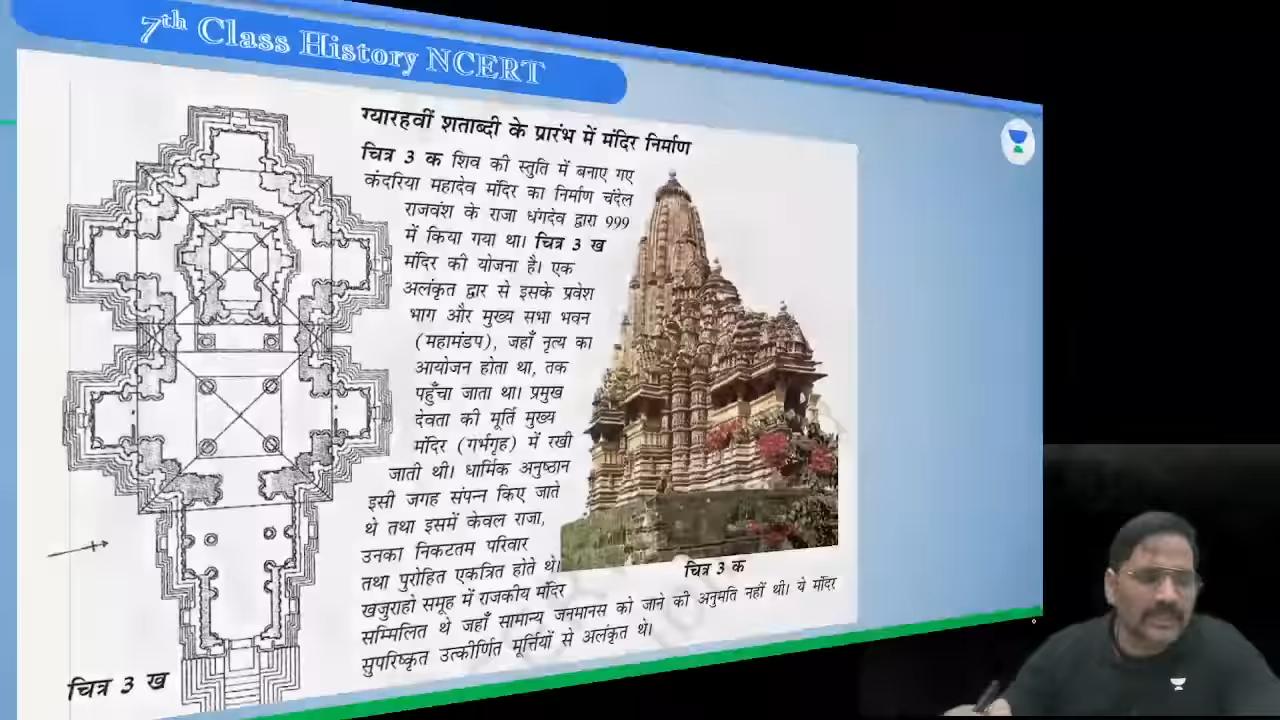 7th Class History NCERT
ग्यारहवीं शताब्दी के प्रारंभ में मंदिर निर्माण
चित्र 3 क शिव की स्तुति में बनाए गए
कंदरिया महादेव मंदिर का निर्माण चंदेल
राजवंश के राजा धंगदेव द्वारा 999
में किया गया था। चित्र 3 ख
मंदिर की योजना है। एक
अलंकृत द्वार से इसके प्रवेश
भाग और मुख्य सभा भवन
(महामंडप), जहाँ नृत्य का
आयोजन होता था, तक
पहुँचा जाता था। प्रमुख
देवता की मूर्ति मुख्य
मंदिर (गर्भगृह) में रखी
जाती थी। धार्मिक अनुष्ठान
इसी जगह संपन्न किए जाते
थे तथा इसमें केवल राजा,
उनका निकटतम परिवार
तथा पुरोहित एकत्रित होते थे।
खजुराहो समूह में राजकीय मंदिर
सम्मिलित थे जहाँ सामान्य जनमानस को जाने की अनुमति नहीं थी। ये मंदिर
सुपरिष्कृत उत्कीर्णित मूर्त्तियों से अलंकृत थे।
चित्र 3 क
चित्र 3 ख